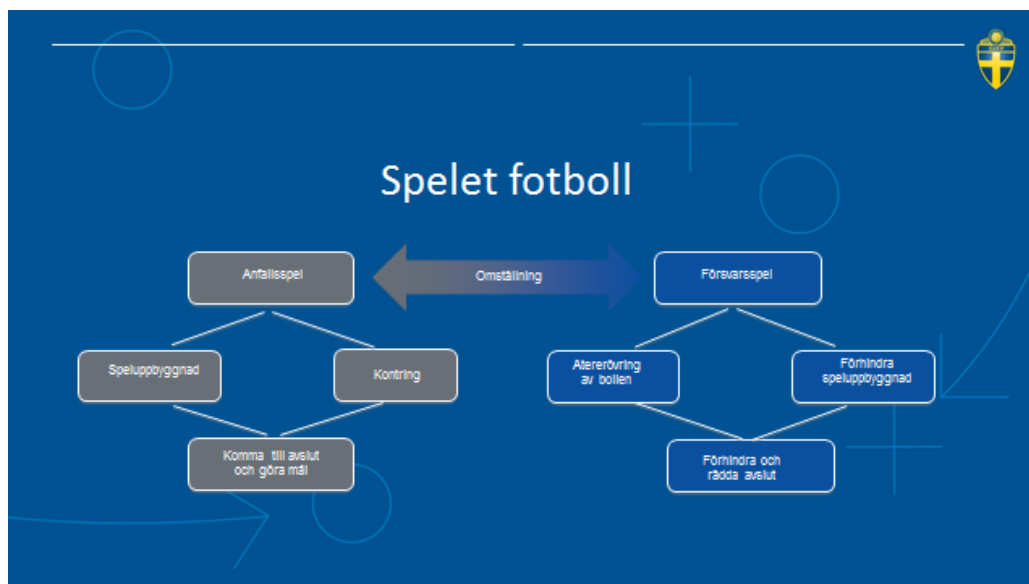 Spelet fotboll
Anfallsspel
Omställning
Försvarsspel
Speluppbyggnad
Kontring
Återerövring
av bollen
Förhindra
speluppbyggnad
Komma till avslut
och göra mål
Förhindra och
rädda avslut